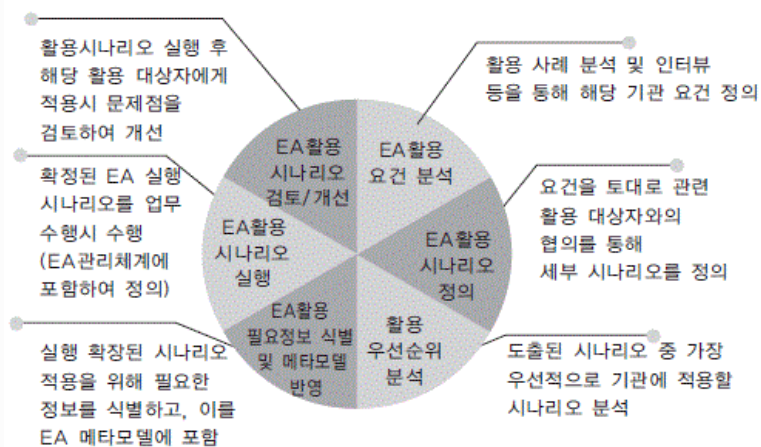 활용시나리오 실행 후
해당 활용 대상자에게
적용시 문제점을
검토하여 개선
활용 사례 분석 및 인터뷰
등을 통해 해당 기관 요건 정의
EA활용
시나리오
검토/개선
EA활용
요건 분석
확정된 EA 실행
시나리오를 업무
수행시 수행
(EA관리체계에
포함하여 정의)
요건을 토대로 관련
활용 대상자와의
협의를 통해
세부 시나리오를 정의
EA활용
시나리오
실행
EA활용
시나리오
정의
EA활용
필요정보 식별
및 메타모델
반영
활용
우선순위
분석
실행 확장된 시나리오
적용을 위해 필요한
정보를 식별하고, 이를
EA 메타모델에 포함
도출된 시나리오 중 가장
우선적으로 기관에 적용할
시나리오 분석